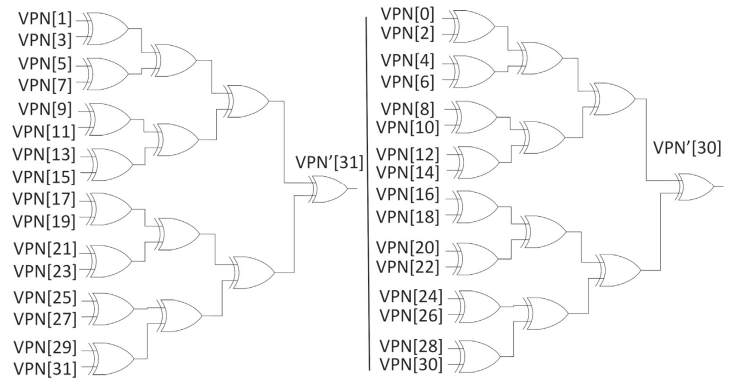 VPN[1]
VPN[3]
VPN[5]
VPN[7]
VPN[9]
VPN[11]
VPN[13]
VPN[15]
VPN[17]
VPN[19]
VPN[21]
VPN[23]
VPN[25]
VPN[27]
VPN[29]
VPN[31]
VPN'[31]
VPN[0]
VPN[2]
VPN[4]
VPN[6]
VPN[8]
VPN[10]
VPN[12]
VPN[14]
VPN[16]
VPN[18]
VPN[20]
VPN[22]
VPN[24]
VPN[26]
VPN[28]
VPN[30]
VPN'[30]